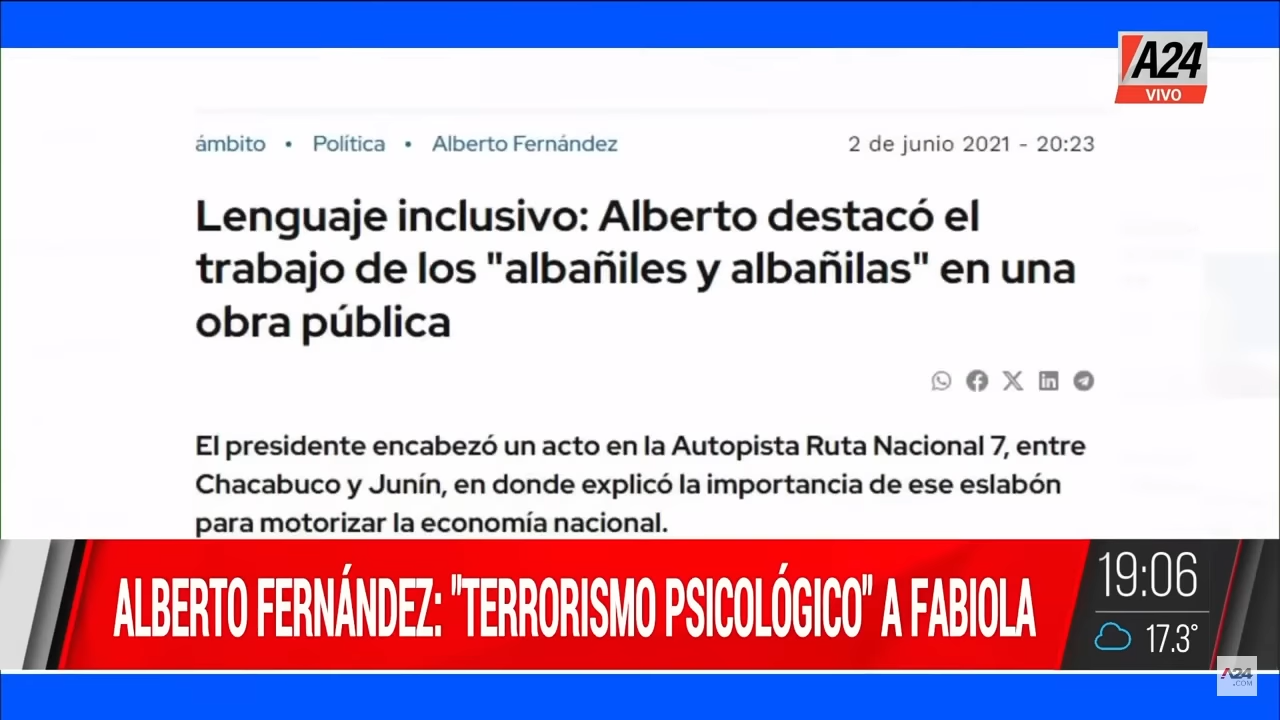 A24
VIVO
ámbito • Política • Alberto Fernández 2 de junio 2021 - 20:23
Lenguaje inclusivo: Alberto destacó el
trabajo de los "albañiles y albañilas" en una
obra pública
El presidente encabezó un acto en la Autopista Ruta Nacional 7, entre
Chacabuco y Junín, en donde explicó la importancia de ese eslabón
para motorizar la economía nacional.
ALBERTO FERNÁNDEZ: "TERRORISMO PSICOLÓGICO" A FABIOLA
19:06
17.3°
A24
.COM